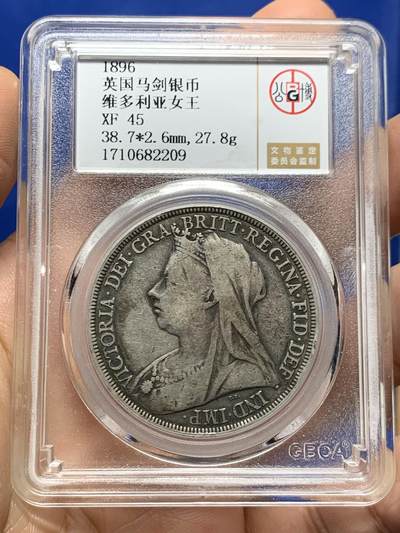 1896
英国马剑银币
维多利亚女王
XF 45
38.7*2.6mm,27.8g
1710682209
公 G 博
文物鉴定
委员会监制
VICTORIA·DEI·GRA·BRITT·REGINA·FID·DEF·IND·IMP·
GBCA